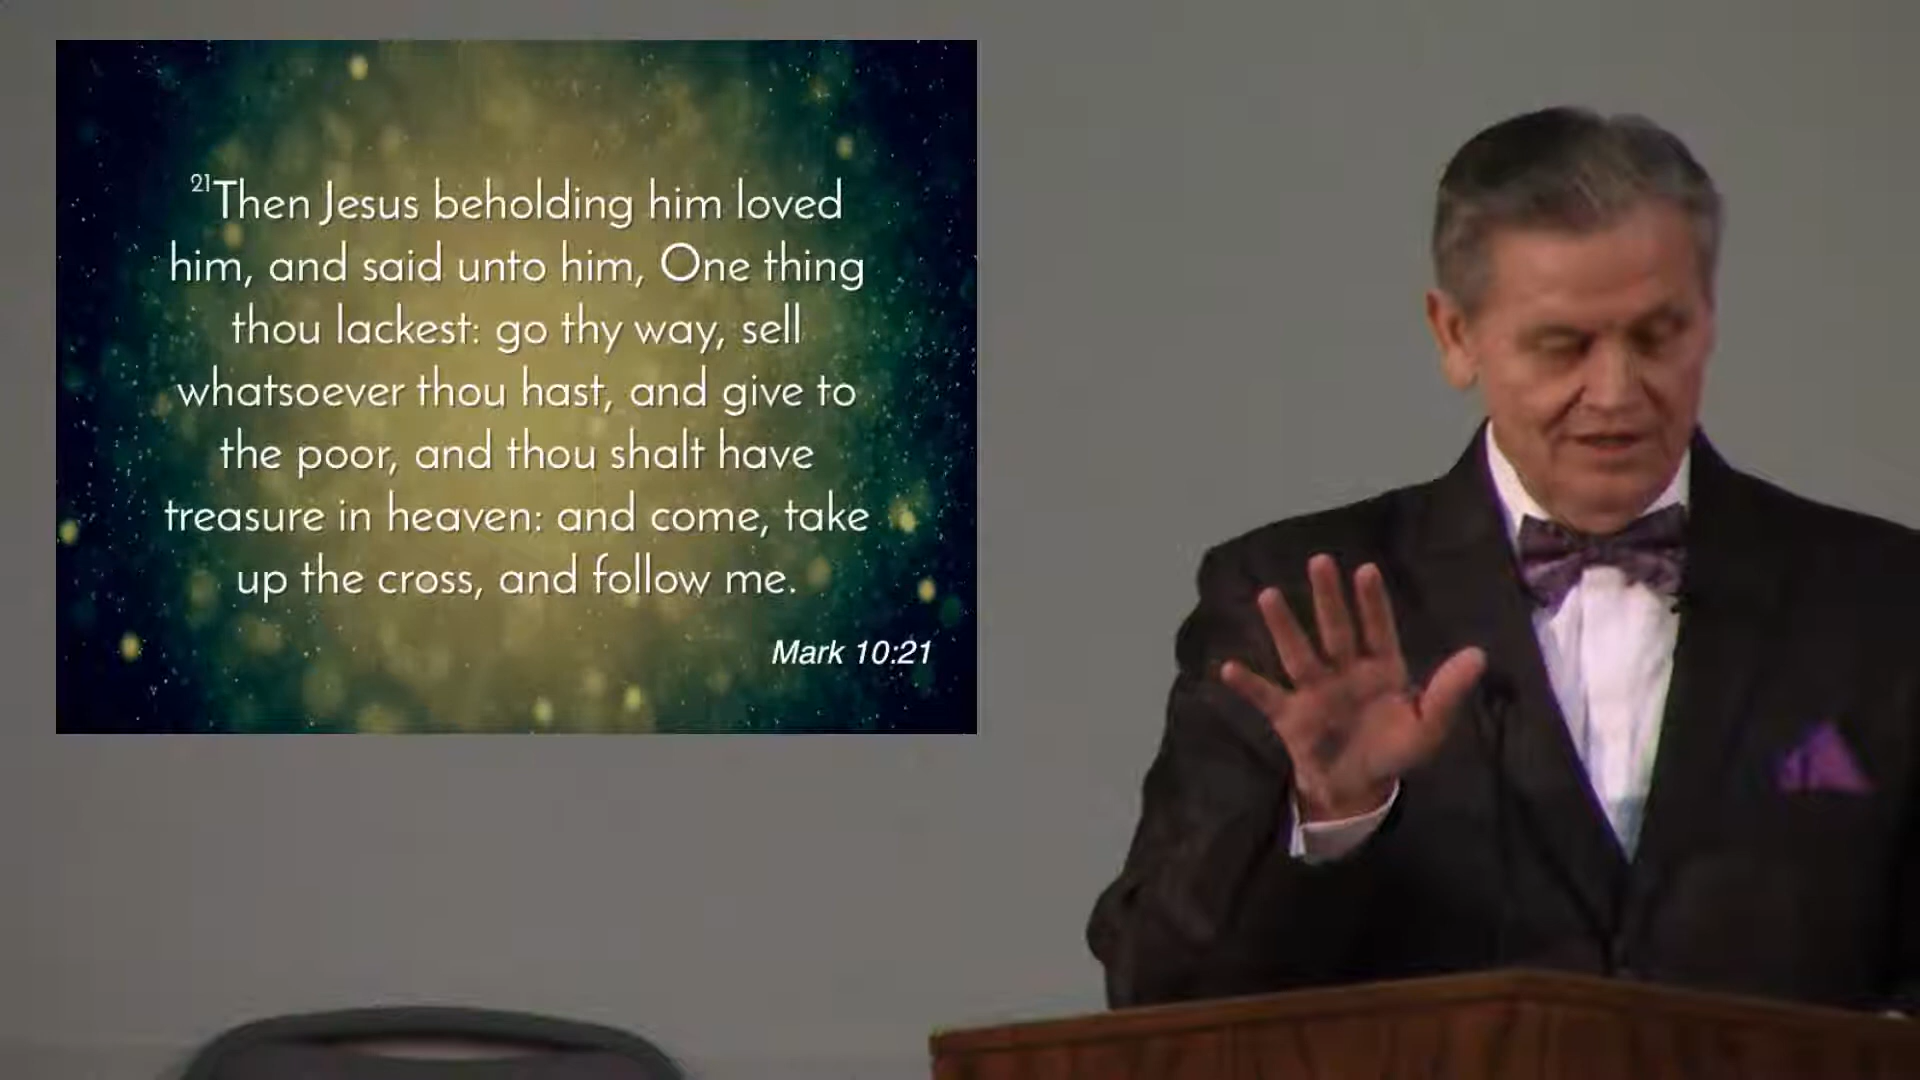 21Then Jesus beholding him loved
him, and said unto him, One thing
thou lackest: go thy way, sell
whatsoever thou hast, and give to
the poor, and thou shalt have
treasure in heaven: and come, take
up the cross, and follow me.
Mark 10:21